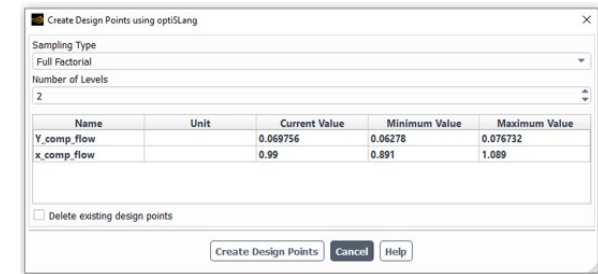 Create Design Points using optiSLang
Sampling Type
Full Factorial
Number of Levels
2
Name Unit Current Value Minimum Value Maximum Value
Y_comp_flow 0.069756 0.06278 0.076732
x_comp_flow 0.99 0.891 1.089
Delete existing design points
Create Design Points Cancel Help